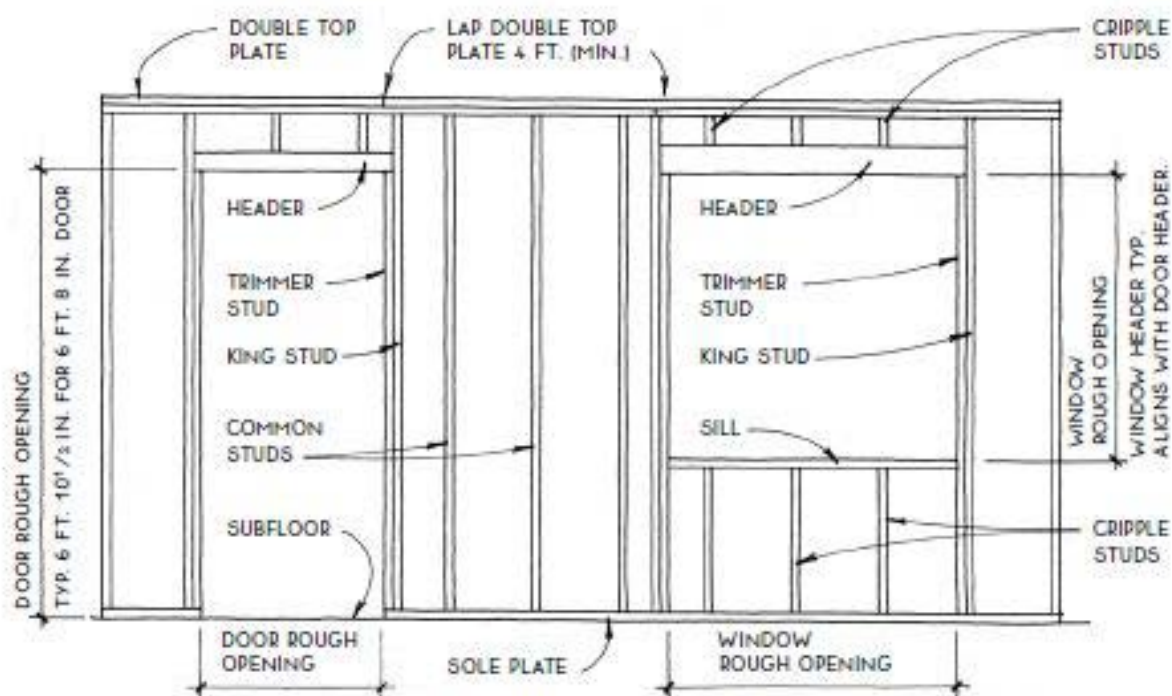 DOUBLE TOP
PLATE
LAP DOUBLE TOP
PLATE 4 FT. (MIN.)
CRIPPLE
STUDS
HEADER
HEADER
TRIMMER
STUD
TRIMMER
STUD
KING STUD
KING STUD
COMMON
STUDS
SILL
SUBFLOOR
CRIPPLE
STUDS
DOOR ROUGH
OPENING
SOLE PLATE
WINDOW
ROUGH OPENING
DOOR ROUGH OPENING
TYP. 6 FT. 10 1/2 IN. FOR 6 FT. 8 IN. DOOR
WINDOW
ROUGH OPENING
WINDOW HEADER TYP.
ALIGNS WITH DOOR HEADER.